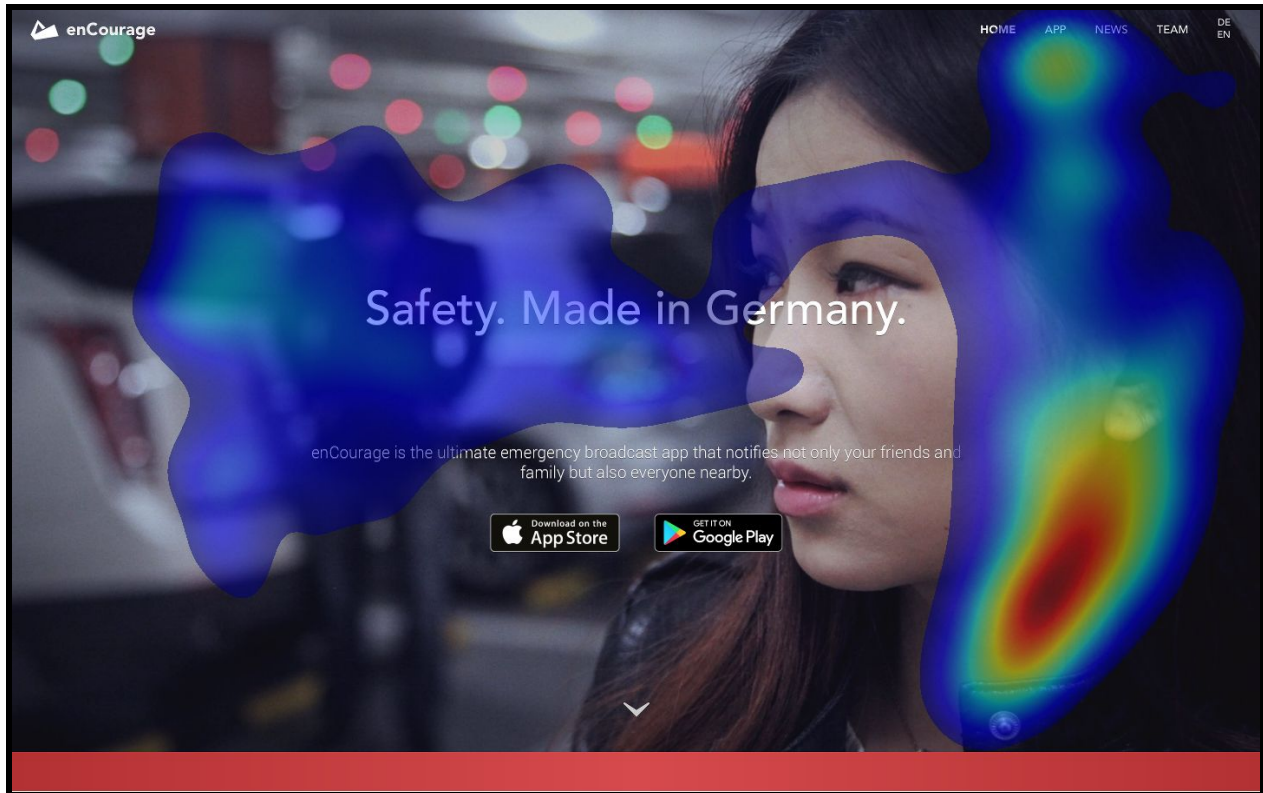 enCourage
HOME APP NEWS TEAM
DE
EN
Safety. Made in Germany.
enCourage is the ultimate emergency broadcast app that notifies not only your friends and
family but also everyone nearby.
Download on the
App Store
GET IT ON
Google Play